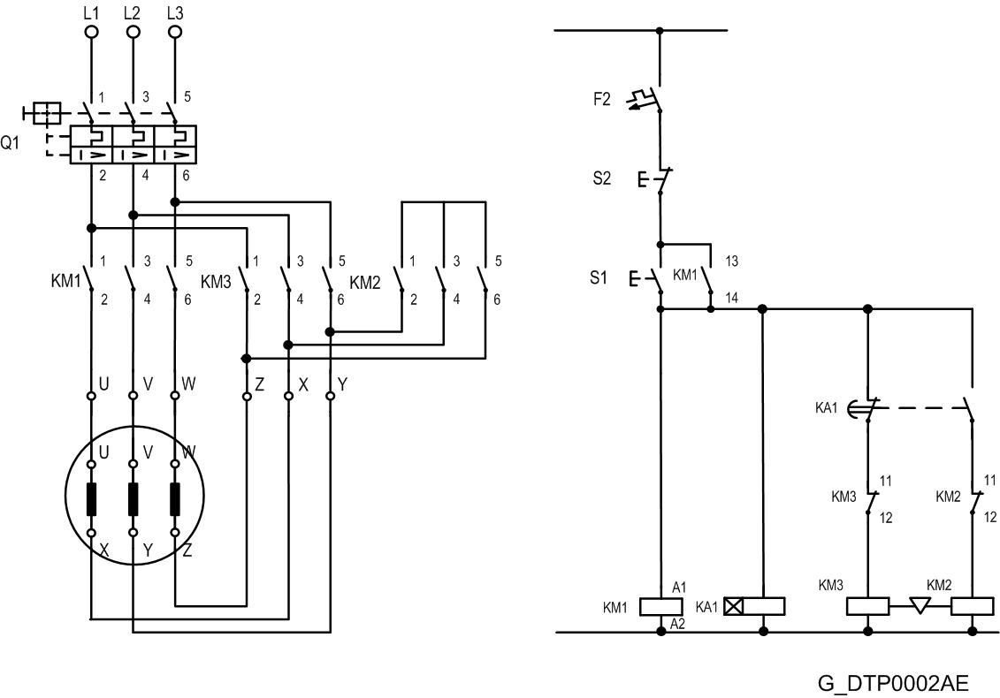 L1 L2 L3
1 3 5
Q1
I > I > I >
2 4 6
KM1 1 3 5 KM3 1 3 5 KM2 1 3 5
2 4 6 2 4 6 2 4 6
U V W Z X Y
U V W
X Y Z
F2
S2
S1 KM1 13
14
KA1
KM3 11 KM2 11
12 12
KM1 A1 KA1 KM3 KM2
A2
G_DTP0002AE